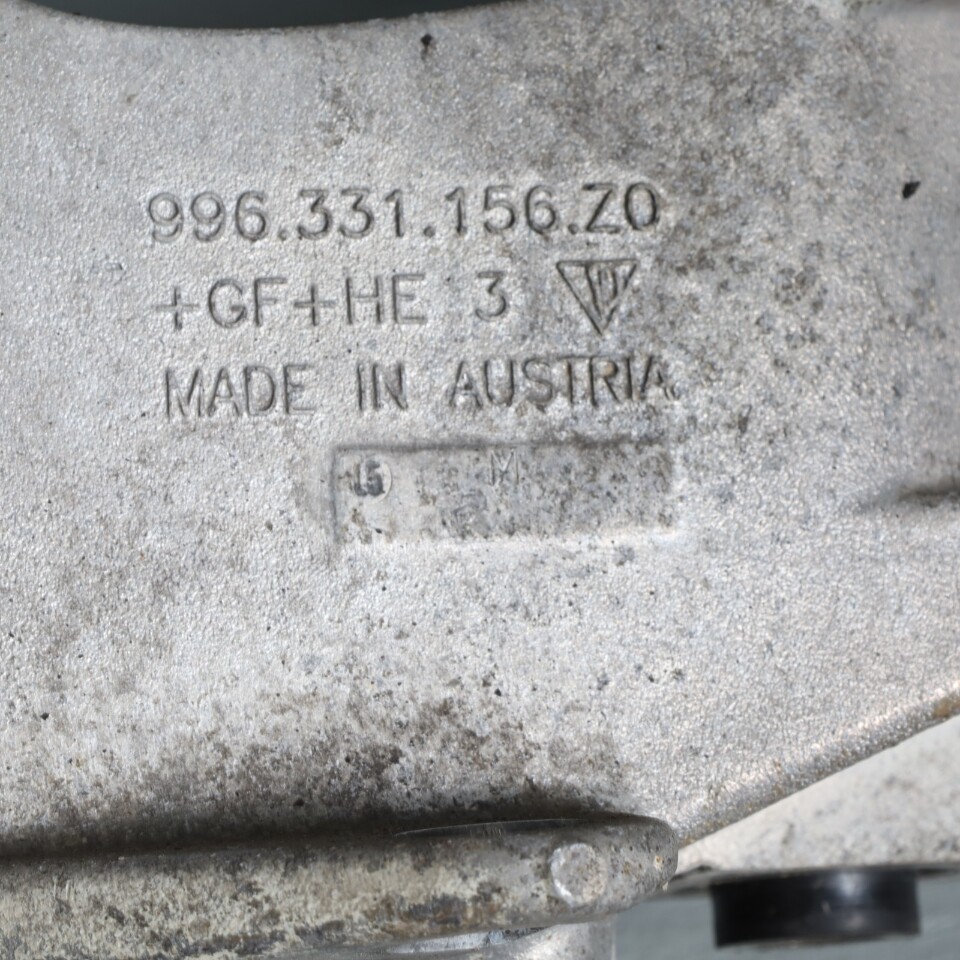 996.331.156.Z0
+GF+HE 3
MADE IN AUSTRIA
M